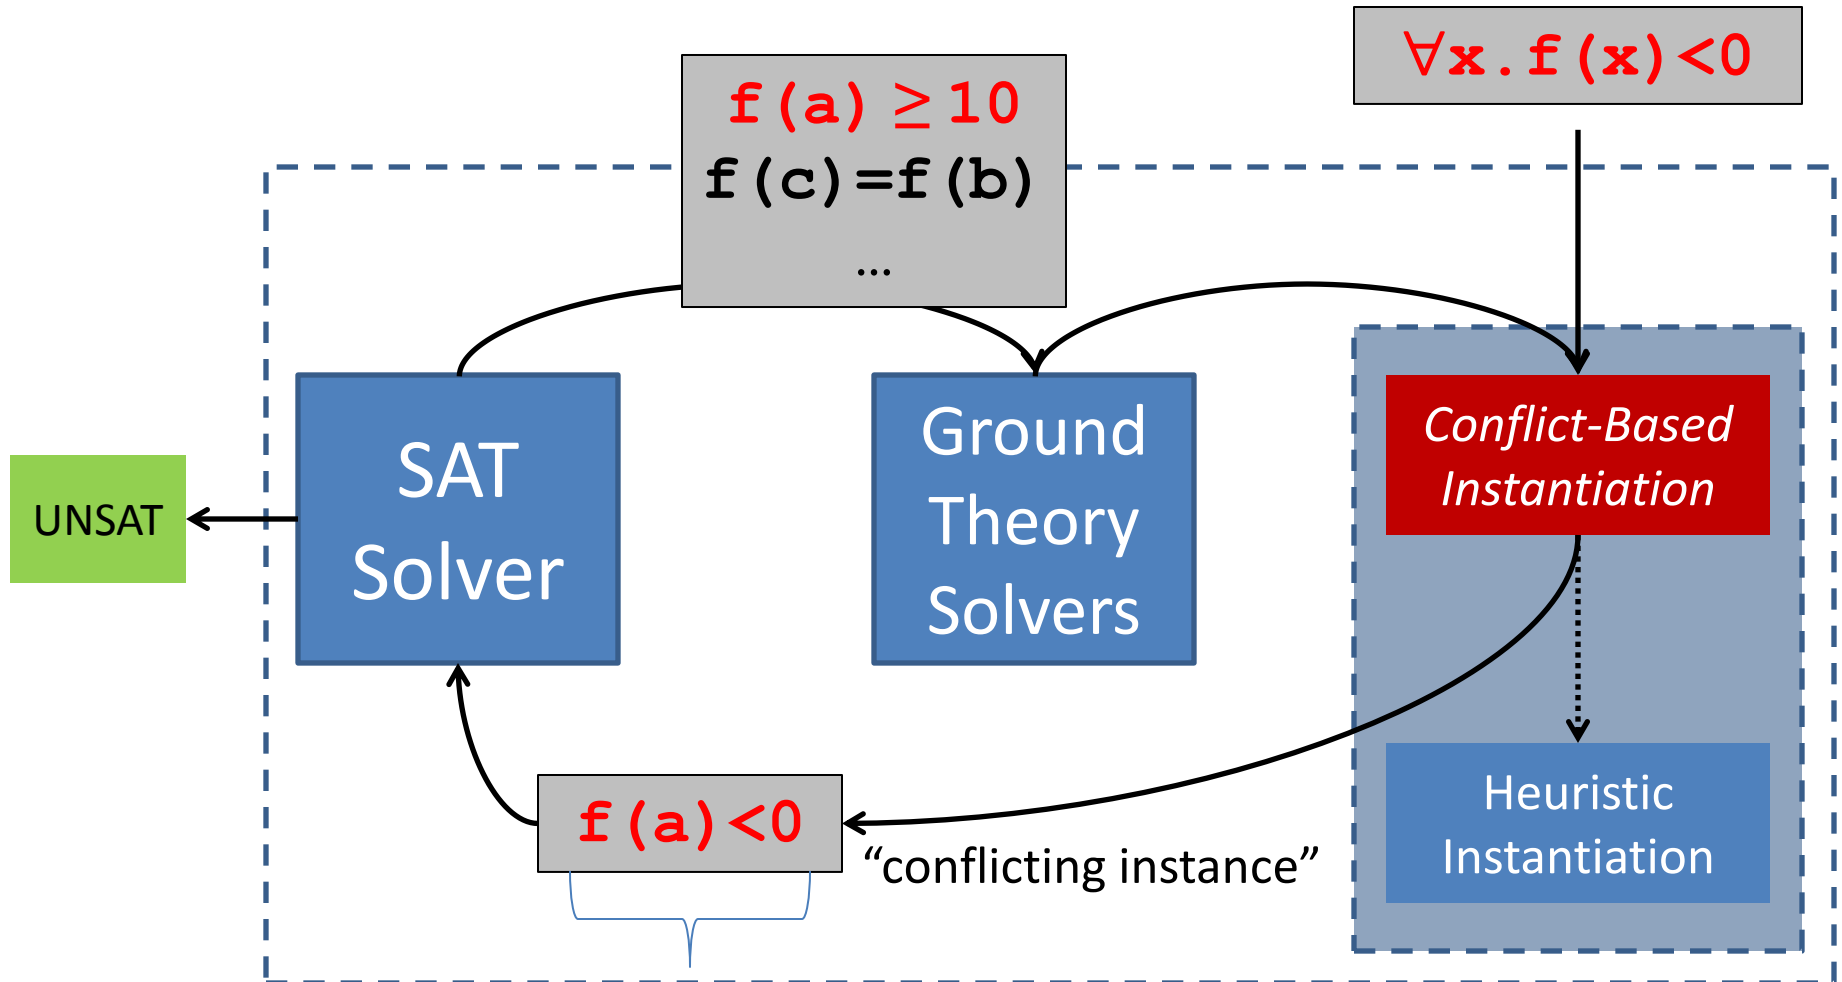 ∀x.f(x)<0
f(a) ≥ 10
f(c)=f(b)
...
SAT
Solver
Ground
Theory
Solvers
Conflict-Based
Instantiation
UNSAT
Heuristic
Instantiation
f(a)<0
“conflicting instance”